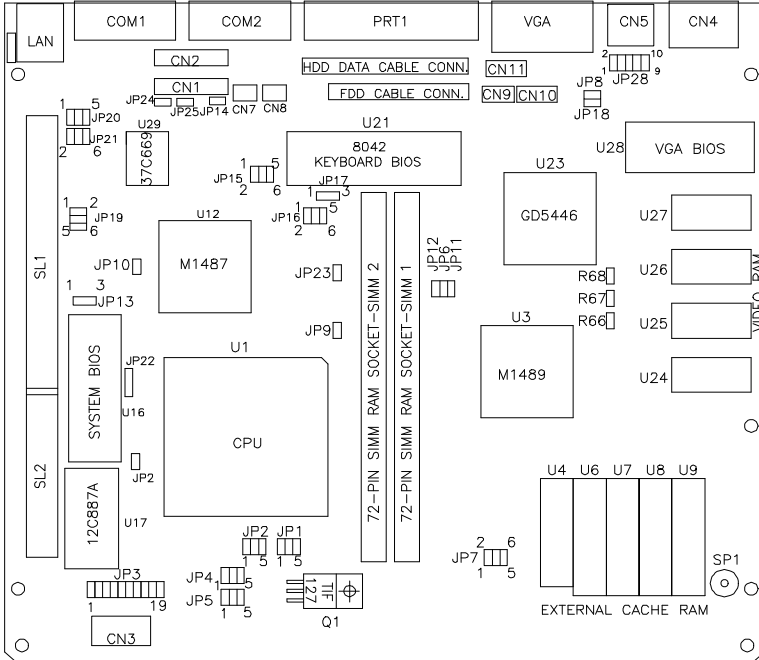 LAN
COM1
COM2
PRT1
VGA
CN5
CN4
CN2
HDD DATA CABLE CONN.
CN11
2
10
1
9
JP28
CN1
FDD CABLE CONN.
CN9
CN10
JP8
JP18
JP24
JP25
JP14
CN7
CN8
1
5
JP20
JP21
2
6
U29
37C669
U21
8042
KEYBOARD BIOS
U28
VGA BIOS
1
5
JP15
2
6
JP17
1
3
U23
GD5446
1
2
JP19
5
6
U12
M1487
1
5
JP16
2
6
U27
JP12
JP6
JP11
SL1
JP10
JP23
R68
U26
VIDEO RAM
1
3
JP13
R67
JP9
R66
U25
U3
M1489
72-PIN SIMM RAM SOCKET-SIMM 2
72-PIN SIMM RAM SOCKET-SIMM 1
SYSTEM BIOS
JP22
U16
U1
CPU
U24
SL2
JP2
12C887A
U17
U4
U6
U7
U8
U9
JP2
JP1
1
5
1
5
2
6
JP7
1
5
SP1
JP3
1
19
JP4
1
5
JP5
1
5
TIF
127
Q1
EXTERNAL CACHE RAM
CN3